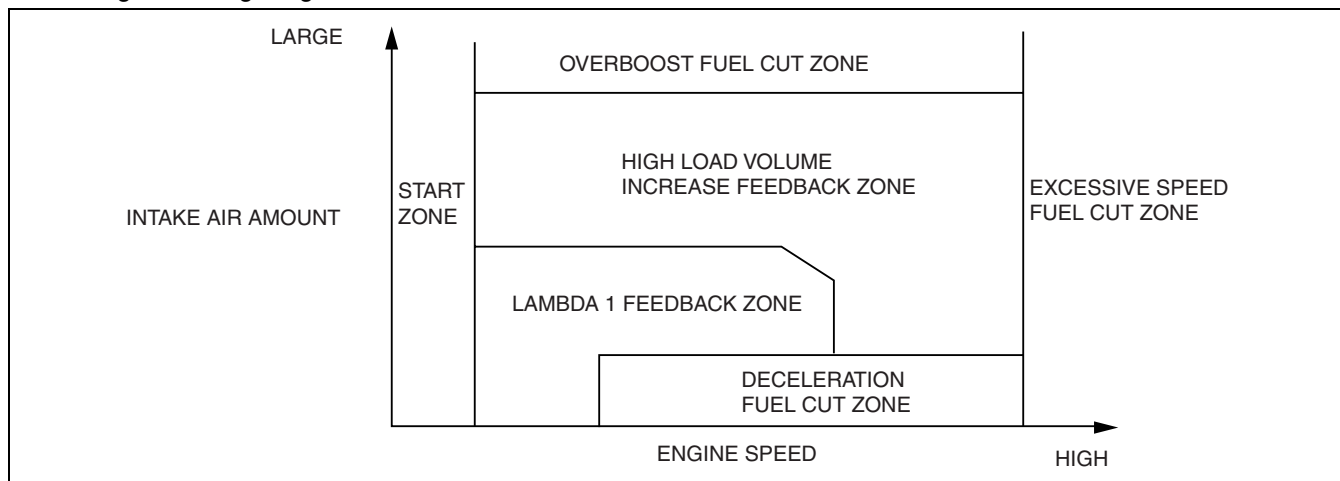 LARGE
OVERBOOST FUEL CUT ZONE
HIGH LOAD VOLUME
INCREASE FEEDBACK ZONE
START
ZONE
EXCESSIVE SPEED
FUEL CUT ZONE
INTAKE AIR AMOUNT
LAMBDA 1 FEEDBACK ZONE
DECELERATION
FUEL CUT ZONE
ENGINE SPEED
HIGH